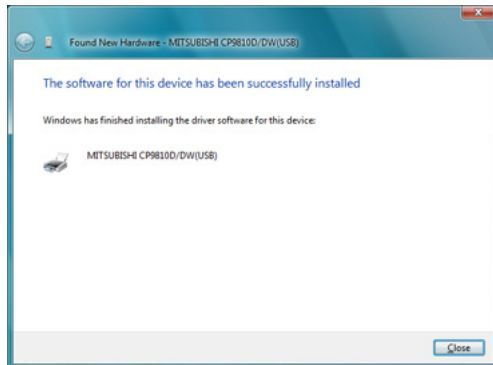 Found New Hardware - MITSUBISHI CP9810D/DW(USB)
The software for this device has been successfully installed
Windows has finished installing the driver software for this device:
MITSUBISHI CP9810D/DW(USB)
Close